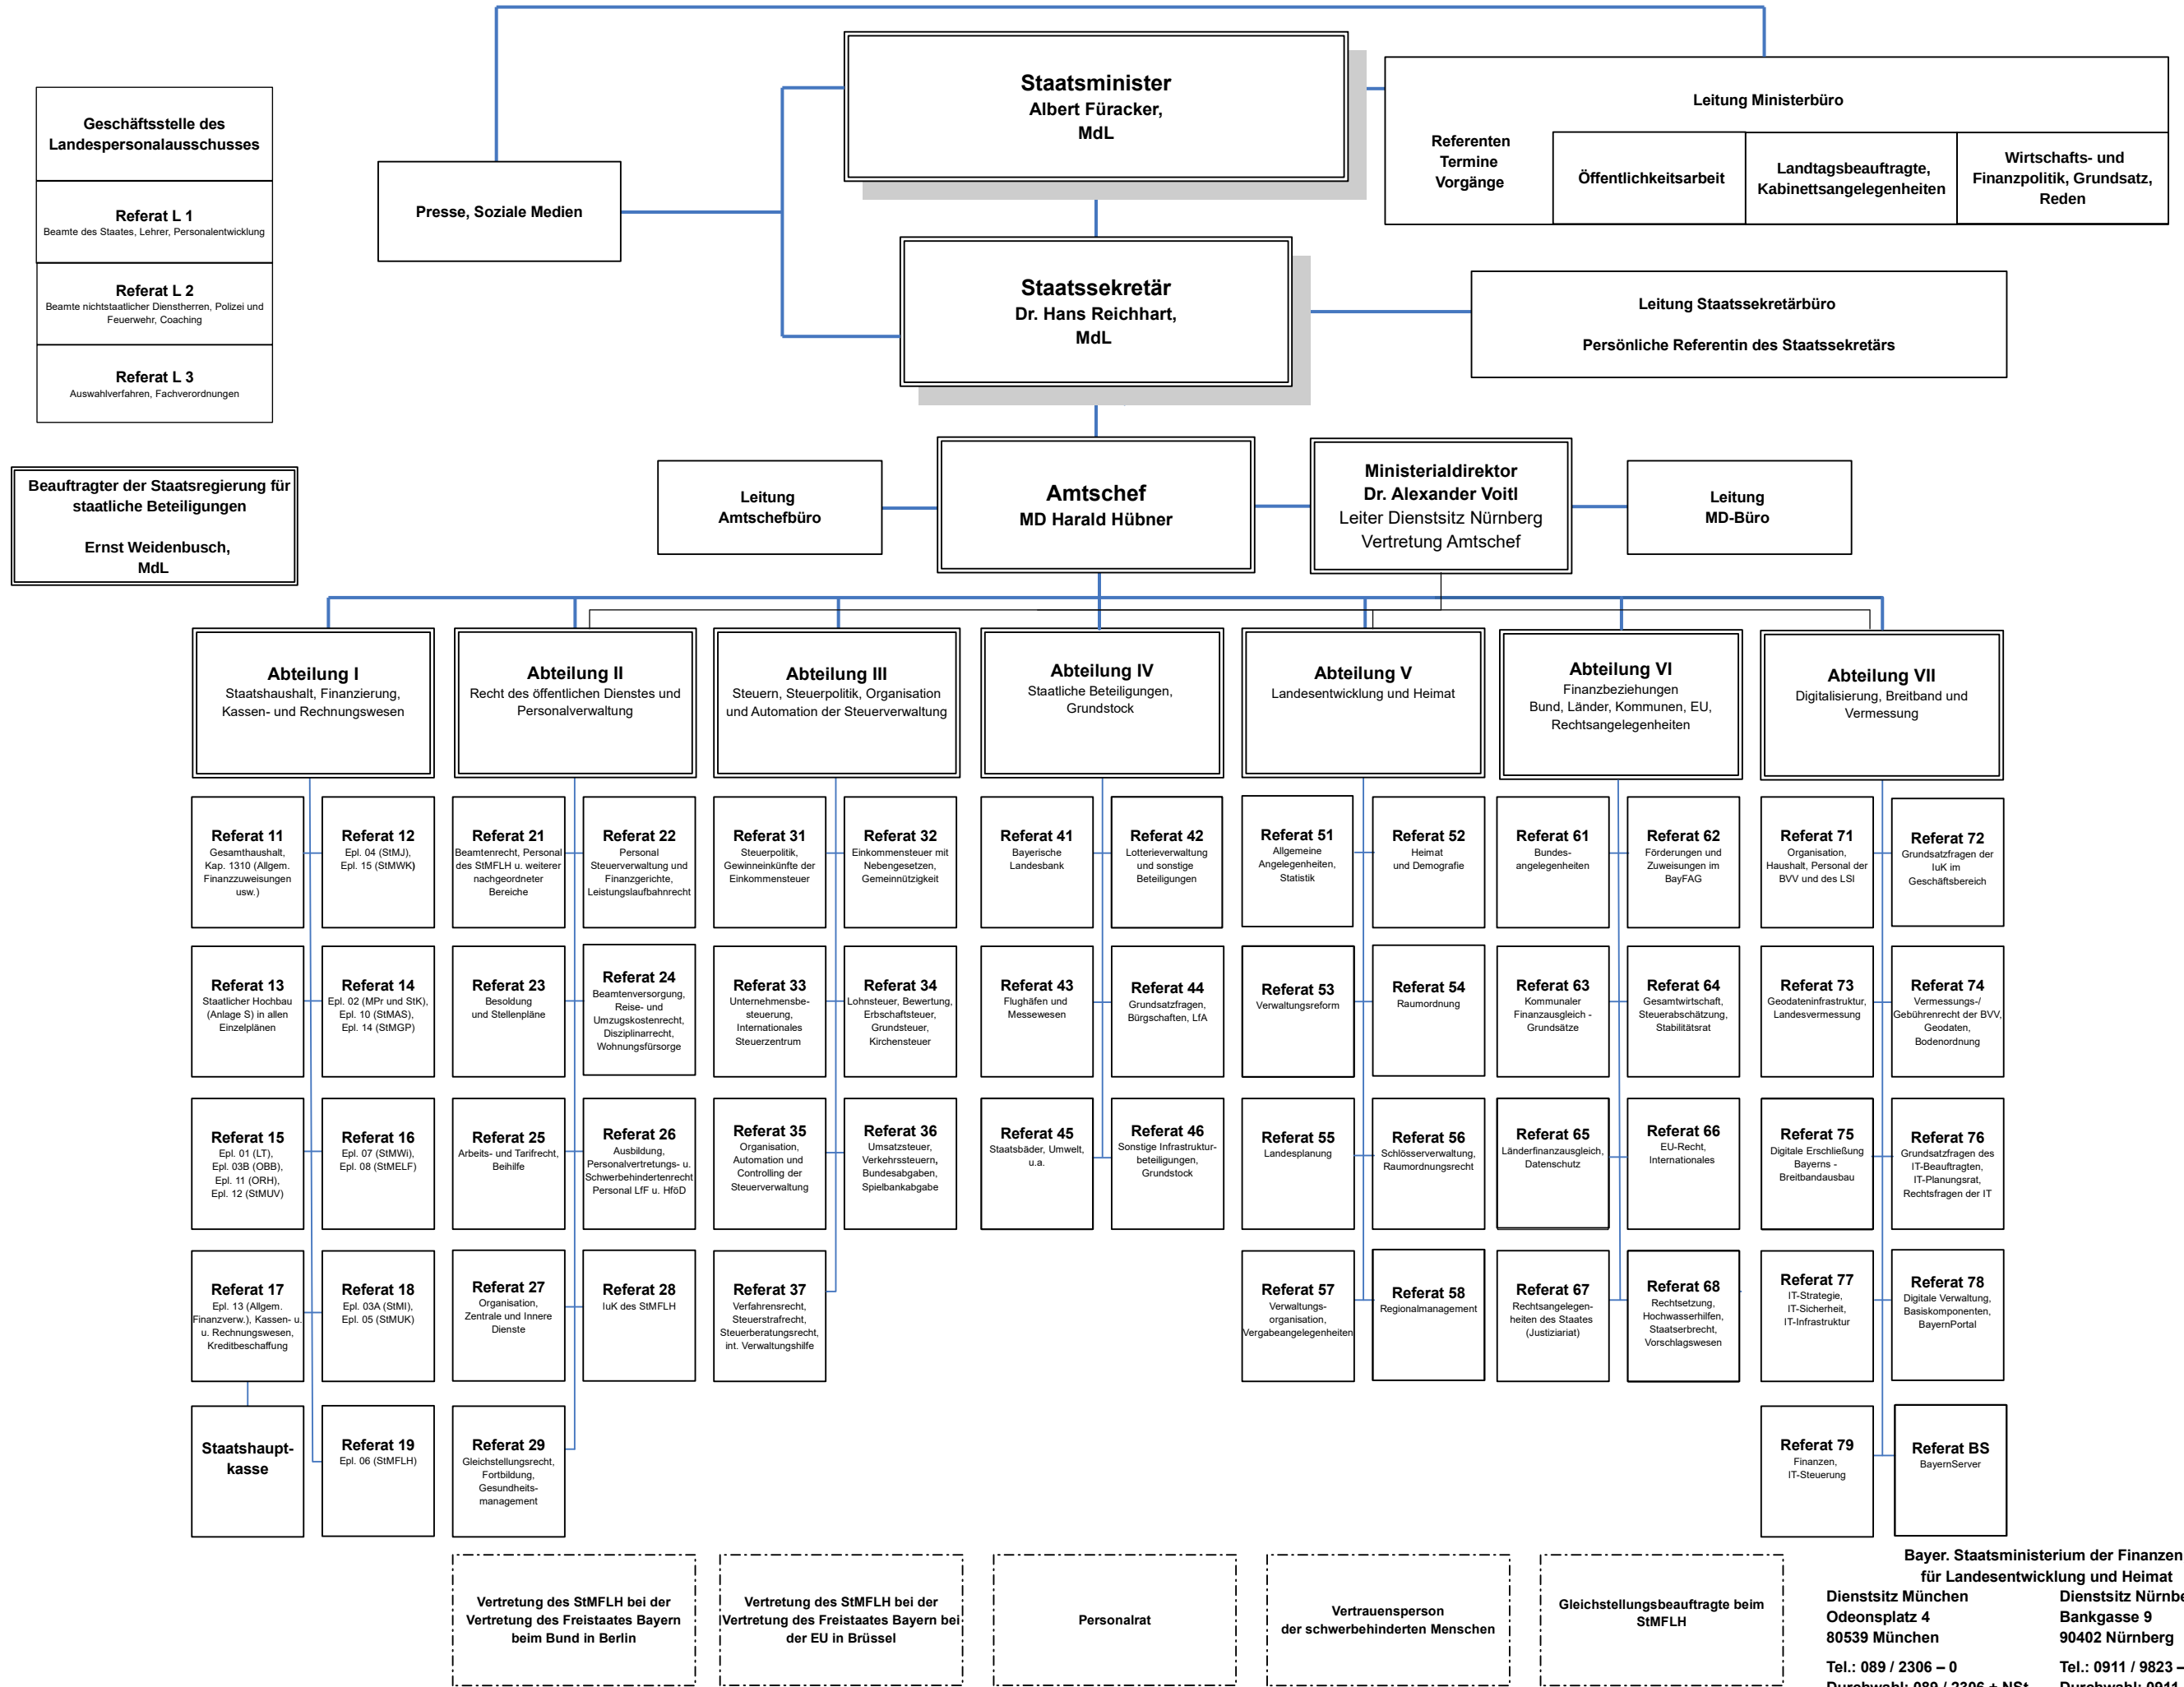 Geschäftsstelle des
Landespersonalausschusses
Referat L 1
Beamte des Staates, Lehrer, Personalentwicklung
Referat L 2
Beamte nichtstaatlicher Dienstherren, Polizei und
Feuerwehr, Coaching
Referat L 3
Auswahlverfahren, Fachverordnungen
Beauftragter der Staatsregierung für
staatliche Beteiligungen
Ernst Weidenbusch,
MdL
Presse, Soziale Medien
Staatsminister
Albert Füracker,
MdL
Leitung Ministerbüro
Referenten
Termine
Vorgänge
Öffentlichkeitsarbeit
Landtagsbeauftragte,
Kabinettsangelegenheiten
Wirtschafts- und
Finanzpolitik, Grundsatz,
Reden
Staatssekretär
Dr. Hans Reichhart,
MdL
Leitung Staatssekretärbüro
Persönliche Referentin des Staatssekretärs
Leitung
Amtschefbüro
Amtschef
MD Harald Hübner
Ministerialdirektor
Dr. Alexander Voitl
Leiter Dienstsitz Nürnberg
Vertretung Amtschef
Leitung
MD-Büro
Abteilung I
Staatshaushalt, Finanzierung,
Kassen- und Rechnungswesen
Abteilung II
Recht des öffentlichen Dienstes und
Personalverwaltung
Abteilung III
Steuern, Steuerpolitik, Organisation
und Automation der Steuerverwaltung
Abteilung IV
Staatliche Beteiligungen,
Grundstock
Abteilung V
Landesentwicklung und Heimat
Abteilung VI
Finanzbeziehungen
Bund, Länder, Kommunen, EU,
Rechtsangelegenheiten
Abteilung VII
Digitalisierung, Breitband und
Vermessung
Referat 11
Gesamthaushalt,
Kap. 1310 (Allgem.
Finanzzuweisungen
usw.)
Referat 12
Epl. 04 (StMJ),
Epl. 15 (StMWK)
Referat 21
Beamtenrecht, Personal
des StMFLH u. weiterer
nachgeordneter
Bereiche
Referat 22
Personal
Steuerverwaltung und
Finanzgerichte,
Leistungslaufbahnrecht
Referat 31
Steuerpolitik,
Gewinneinkünfte der
Einkommensteuer
Referat 32
Einkommensteuer mit
Nebengesetzen,
Gemeinnützigkeit
Referat 41
Bayerische
Landesbank
Referat 42
Lotterieverwaltung
und sonstige
Beteiligungen
Referat 51
Allgemeine
Angelegenheiten,
Statistik
Referat 52
Heimat
und Demografie
Referat 61
Bundes-
angelegenheiten
Referat 62
Förderungen und
Zuweisungen im
BayFAG
Referat 71
Organisation,
Haushalt, Personal der
BVV und des LSI
Referat 72
Grundsatzfragen der
IuK im
Geschäftsbereich
Referat 13
Staatlicher Hochbau
(Anlage S) in allen
Einzelplänen
Referat 14
Epl. 02 (MPr und StK),
Epl. 10 (StMAS),
Epl. 14 (StMGP)
Referat 23
Besoldung
und Stellenpläne
Referat 24
Beamtenversorgung,
Reise- und
Umzugskostenrecht,
Disziplinarrecht,
Wohnungsfürsorge
Referat 33
Unternehmensbe-
steuerung,
Internationales
Steuerzentrum
Referat 34
Lohnsteuer, Bewertung,
Erbschaftsteuer,
Grundsteuer,
Kirchensteuer
Referat 43
Flughäfen und
Messewesen
Referat 44
Grundsatzfragen,
Bürgschaften, LfA
Referat 53
Verwaltungsreform
Referat 54
Raumordnung
Referat 63
Kommunaler
Finanzausgleich -
Grundsätze
Referat 64
Gesamtwirtschaft,
Steuerabschätzung,
Stabilitätsrat
Referat 73
Geodateninfrastruktur,
Landesvermessung
Referat 74
Vermessungs-/
Gebührenrecht der BVV,
Geodaten,
Bodenordnung
Referat 15
Epl. 01 (LT),
Epl. 03B (OBB),
Epl. 11 (ORH),
Epl. 12 (StMUV)
Referat 16
Epl. 07 (StMWi)
Epl. 08 (StMELF)
Referat 25
Arbeits- und Tarifrecht,
Beihilfe
Referat 26
Ausbildung,
Personalvertretungs- u.
Schwerbehindertenrecht
Personal LfF u. HföD
Referat 35
Organisation,
Automation und
Controlling der
Steuerverwaltung
Referat 36
Umsatzsteuer,
Verkehrssteuern,
Bundesabgaben,
Spielbankabgabe
Referat 45
Staatsbäder, Umwelt,
u.a.
Referat 46
Sonstige Infrastruktur-
beteiligungen,
Grundstock
Referat 55
Landesplanung
Referat 56
Schlösserverwaltung,
Raumordnungsrecht
Referat 65
Länderfinanzausgleich,
Datenschutz
Referat 66
EU-Recht,
Internationales
Referat 75
Digitale Erschließung
Bayerns -
Breitbandausbau
Referat 76
Grundsatzfragen des
IT-Beauftragten,
IT-Planungsrat,
Rechtsfragen der IT
Referat 17
Epl. 13 (Allgem.
Finanzverw.), Kassen- u.
u. Rechnungswesen,
Kreditbeschaffung
Referat 18
Epl. 03A (StMI),
Epl. 05 (StMUK)
Referat 27
Organisation,
Zentrale und Innere
Dienste
Referat 28
IuK des StMFLH
Referat 37
Verfahrensrecht,
Steuerstrafrecht,
Steuerberatungsrecht,
int. Verwaltungshilfe
Referat 57
Verwaltungs-
organisation,
Vergabeangelegenheiten
Referat 58
Regionalmanagement
Referat 67
Rechtsangelegen-
heiten des Staates
(Justiziariat)
Referat 68
Rechtsetzung,
Hochwasserhilfen,
Staatserbrecht,
Vorschlagswesen
Referat 77
IT-Strategie,
IT-Sicherheit,
IT-Infrastruktur
Referat 78
Digitale Verwaltung,
Basiskomponenten,
BayernPortal
Staatshaupt-
kasse
Referat 19
Epl. 06 (StMFLH)
Referat 29
Gleichstellungsrecht,
Fortbildung,
Gesundheits-
management
Referat 79
Finanzen,
IT-Steuerung
Referat BS
BayernServer
Vertretung des StMFLH bei der
Vertretung des Freistaates Bayern
beim Bund in Berlin
Vertretung des StMFLH bei der
Vertretung des Freistaates Bayern bei
der EU in Brüssel
Personalrat
Vertrauensperson
der schwerbehinderten Menschen
Gleichstellungsbeauftragte beim
StMFLH
Bayer. Staatsministerium der Finanzen
für Landesentwicklung und Heimat
Dienstsitz München
Odeonsplatz 4
80539 München
Tel.: 089 / 2306 – 0
Durchwahl: 089 / 2306 + NSt
Bankgasse 9
90402 Nürnberg
Tel.: 0911 / 9823 –
Durchwahl: 0911